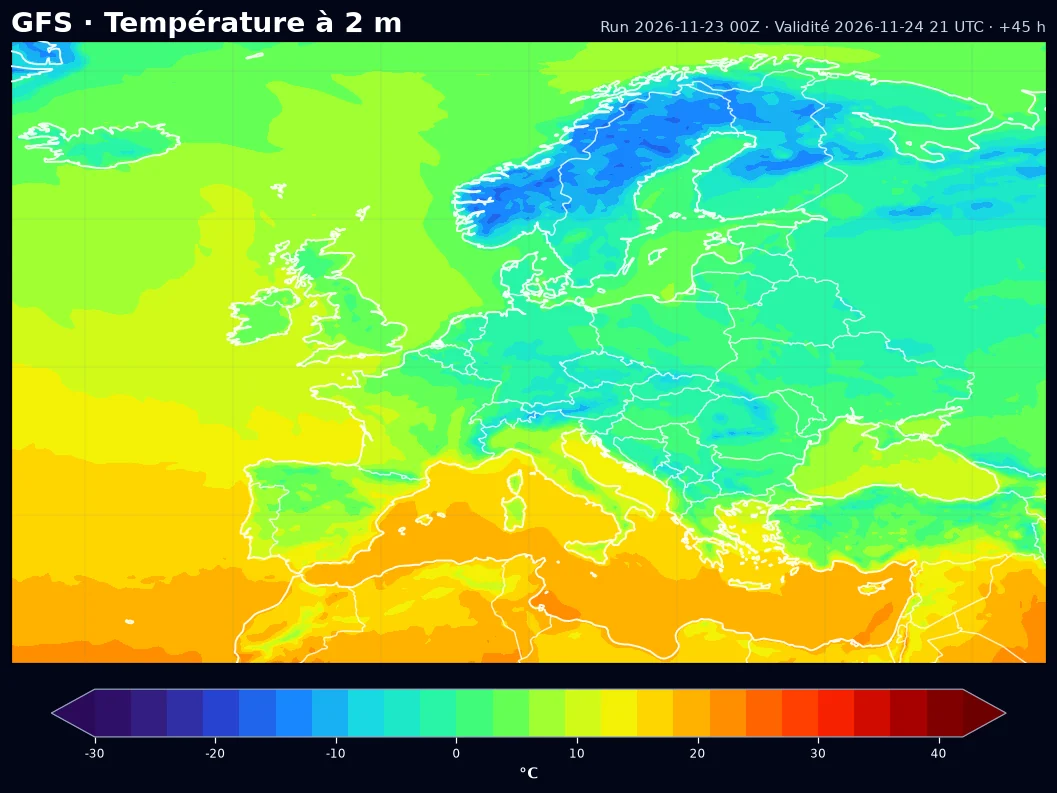 GFS · Température à 2 m
Run 2026-11-23 00Z · Validité 2026-11-24 21 UTC · +45 h
-30 -20 -10 0 10 20 30 40
°C